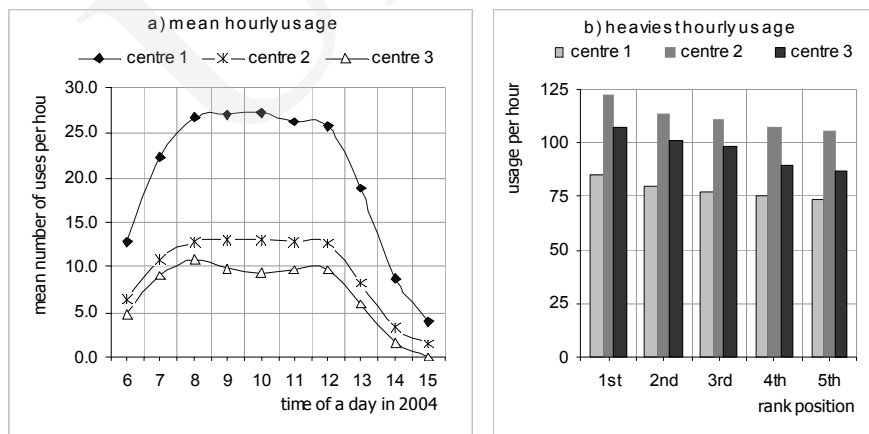 a) mean hourly usage
centre 1 centre 2 centre 3
mean number of uses per hou
30.0
25.0
20.0
15.0
10.0
5.0
0.0
6 7 8 9 10 11 12 13 14 15
time of a day in 2004
b) heaviest hourly usage
centre 1 centre 2 centre 3
usage per hour
125
100
75
50
25
0
1st 2nd 3rd 4th 5th
rank position